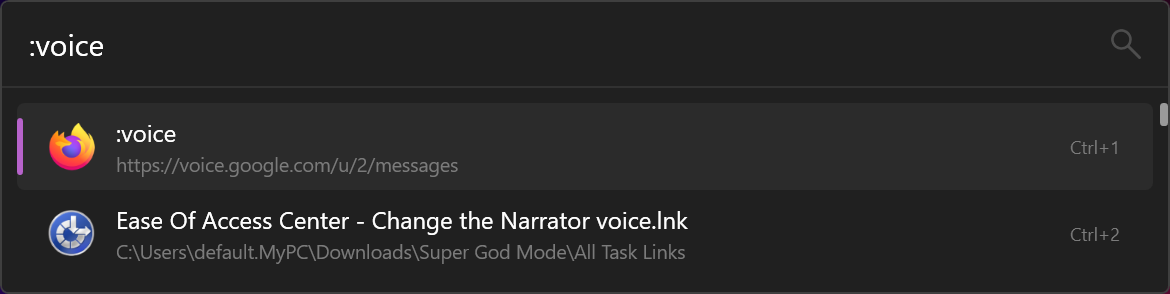 :voice
:voice
https://voice.google.com/u/2/messages
Ctrl+1
Ease Of Access Center - Change the Narrator voice.lnk
C:\Users\default.MyPC\Downloads\Super God Mode\All Task Links
Ctrl+2